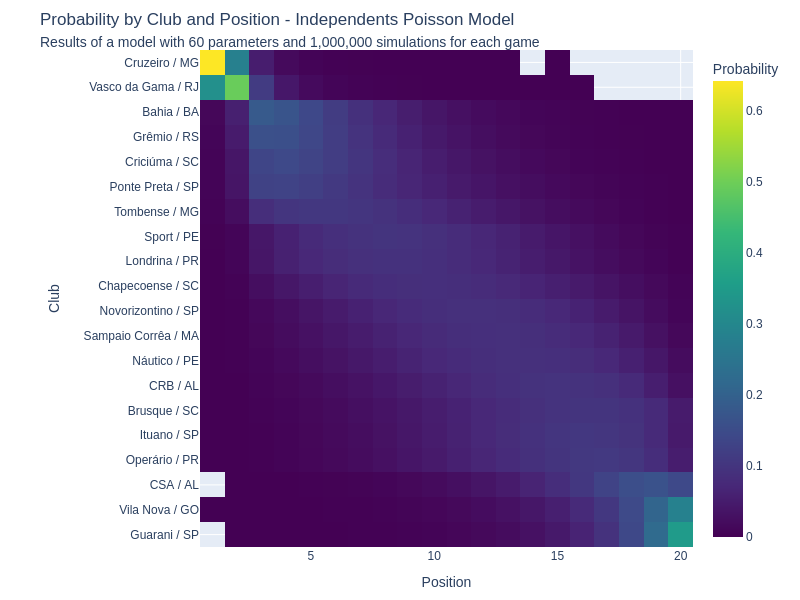 Probability by Club and Position - Independents Poisson Model
Results of a model with 60 parameters and 1,000,000 simulations for each game
Probability
Club
Cruzeiro / MG
Vasco da Gama / RJ
Bahia / BA
Grêmio / RS
Criciúma / SC
Ponte Preta / SP
Tombense / MG
Sport / PE
Londrina / PR
Chapecoense / SC
Novorizontino / SP
Sampaio Corrêa / MA
Náutico / PE
CRB / AL
Brusque / SC
Ituano / SP
Operário / PR
CSA / AL
Vila Nova / GO
Guarani / SP
0.6
0.5
0.4
0.3
0.2
0.1
0
5 10 15 20
Position